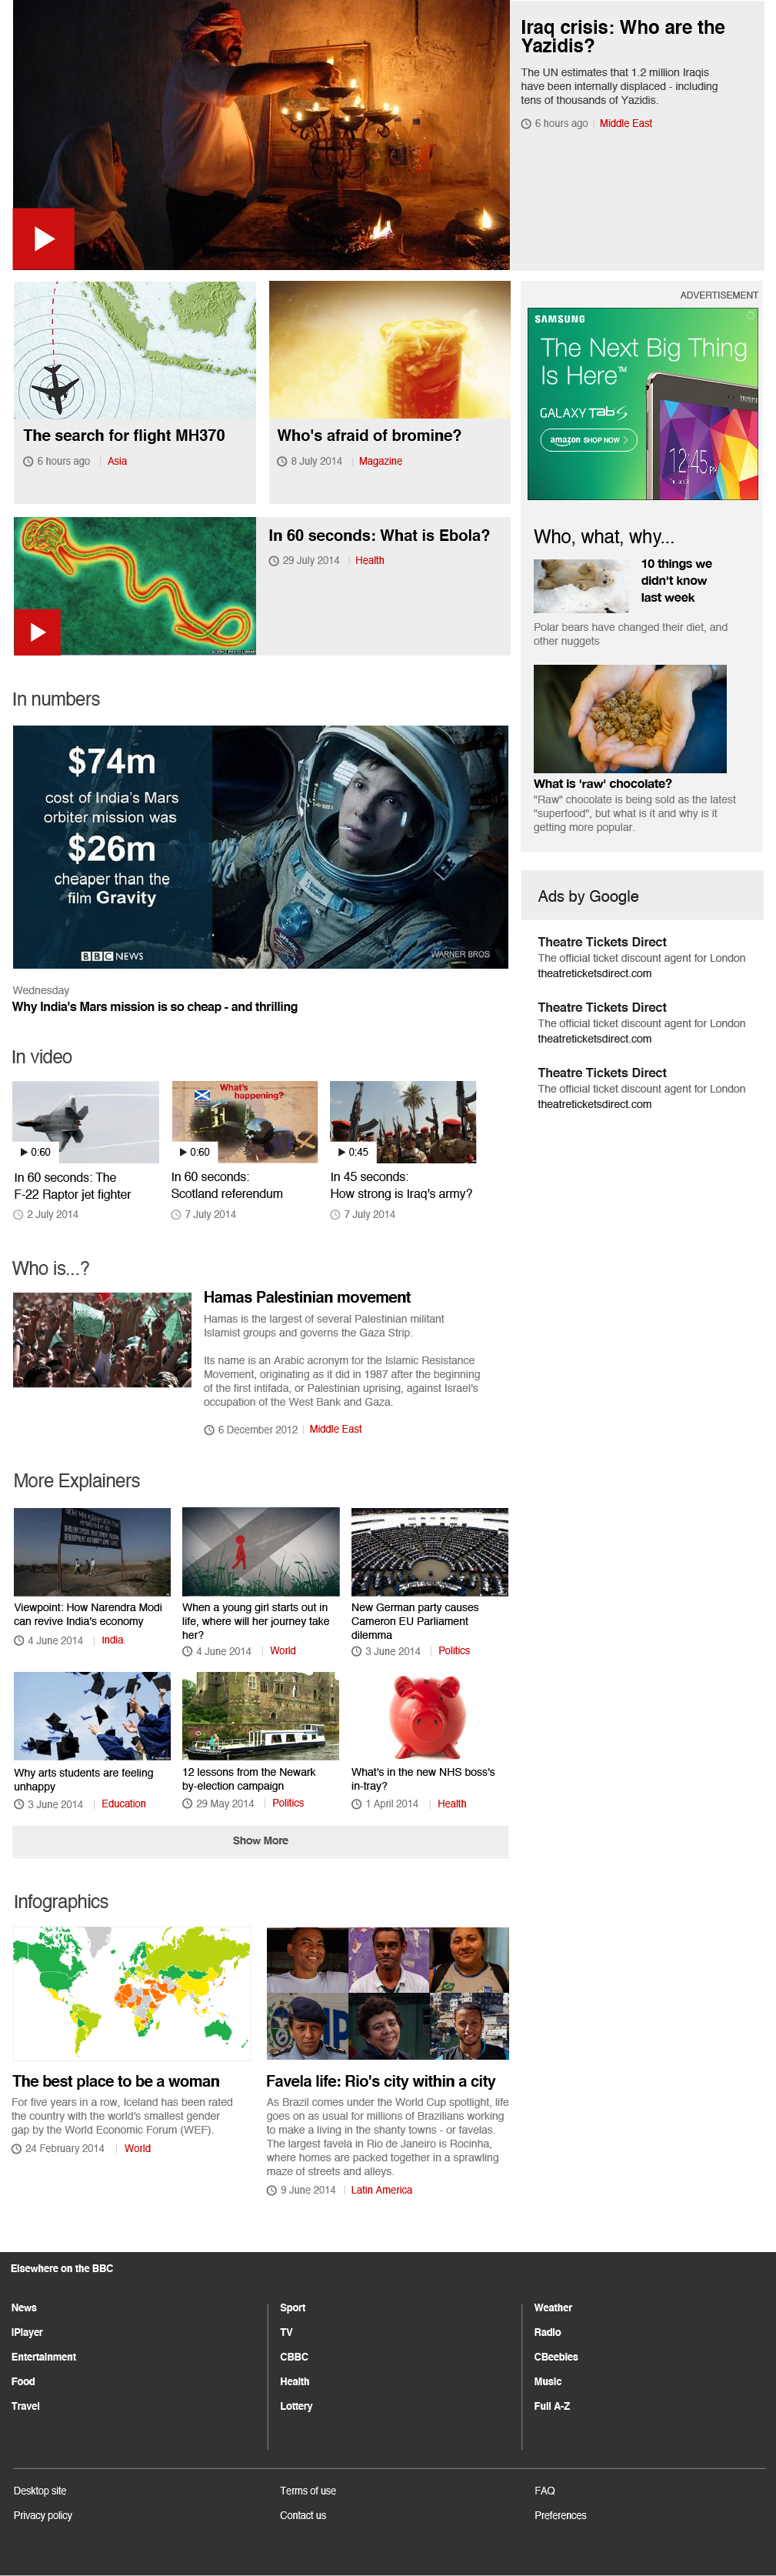 Iraq crisis: Who are the
Yazidis?
The UN estimates that 1.2 million Iraqis
have been internally displaced - including
tens of thousands of Yazidis.
6 hours ago | Middle East
The search for flight MH370
6 hours ago | Asia
Who's afraid of bromine?
8 July 2014 | Magazine
In 60 seconds: What is Ebola?
29 July 2014 | Health
SCIENCE PHOTO LIBRARY
ADVERTISEMENT
SAMSUNG
The Next Big Thing
Is Here™
GALAXY Tab S
amazon SHOP NOW
12:45
Who, what, why...
10 things we
didn't know
last week
Polar bears have changed their diet, and
other nuggets
What is 'raw' chocolate?
"Raw" chocolate is being sold as the latest
"superfood", but what is it and why is it
getting more popular.
Ads by Google
Theatre Tickets Direct
The official ticket discount agent for London
theatreticketsdirect.com
Theatre Tickets Direct
The official ticket discount agent for London
theatreticketsdirect.com
Theatre Tickets Direct
The official ticket discount agent for London
theatreticketsdirect.com
In numbers
$74m
cost of India's Mars
orbiter mission was
$26m
cheaper than the
film Gravity
BBC NEWS
WARNER BROS
Wednesday
Why India's Mars mission is so cheap - and thrilling
In video
0:60
In 60 seconds: The
F-22 Raptor jet fighter
2 July 2014
What's
happening?
0:60
In 60 seconds:
Scotland referendum
7 July 2014
0:45
In 45 seconds:
How strong is Iraq's army?
7 July 2014
Who is...?
Hamas Palestinian movement
Hamas is the largest of several Palestinian militant
Islamist groups and governs the Gaza Strip.
Its name is an Arabic acronym for the Islamic Resistance
Movement, originating as it did in 1987 after the beginning
of the first intifada, or Palestinian uprising, against Israel's
occupation of the West Bank and Gaza.
6 December 2012 | Middle East
More Explainers
Viewpoint: How Narendra Modi
can revive India's economy
4 June 2014 | India
When a young girl starts out in
life, where will her journey take
her?
4 June 2014 | World
New German party causes
Cameron EU Parliament
dilemma
3 June 2014 | Politics
Why arts students are feeling
unhappy
3 June 2014 | Education
12 lessons from the Newark
by-election campaign
29 May 2014 | Politics
What's in the new NHS boss's
in-tray?
1 April 2014 | Health
Show More
Infographics
The best place to be a woman
For five years in a row, Iceland has been rated
the country with the world's smallest gender
gap by the World Economic Forum (WEF).
24 February 2014 | World
Favela life: Rio's city within a city
As Brazil comes under the World Cup spotlight, life
goes on as usual for millions of Brazilians working
to make a living in the shanty towns - or favelas.
The largest favela in Rio de Janeiro is Rocinha,
where homes are packed together in a sprawling
maze of streets and alleys.
9 June 2014 | Latin America
Elsewhere on the BBC
News
IPlayer
Entertainment
Food
Travel
Sport
TV
CBBC
Health
Lottery
Weather
Radio
CBeebies
Music
Full A-Z
Desktop site
Privacy policy
Terms of use
Contact us
FAQ
Preferences